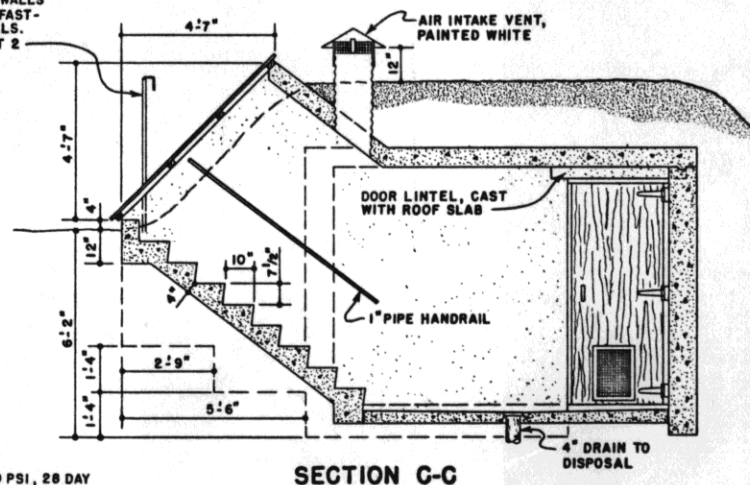 WALLS
FAST-
LS.
T 2
4'-7"
AIR INTAKE VENT,
PAINTED WHITE
12"
4'-7"
4"
12"
6'-2"
DOOR LINTEL, CAST
WITH ROOF SLAB
10"
7 1/2"
4"
1" PIPE HANDRAIL
1'-4"
2'-9"
1'-4"
5'-6"
4" DRAIN TO
DISPOSAL
PSI, 28 DAY
SECTION C-C